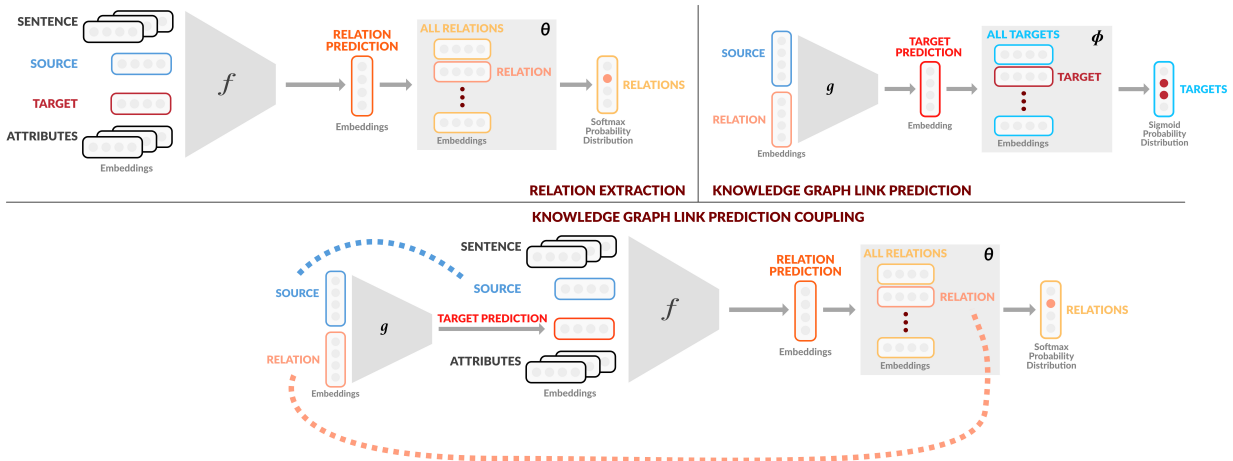 SENTENCE
SOURCE
TARGET
ATTRIBUTES
Embeddings
f
RELATION
PREDICTION
Embeddings
ALL RELATIONS
θ
RELATION
Embeddings
RELATIONS
Softmax
Probability
Distribution
RELATION EXTRACTION
SOURCE
RELATION
Embeddings
g
TARGET
PREDICTION
Embedding
ALL TARGETS
ϕ
TARGET
Embeddings
TARGETS
Sigmoid
Probability
Distribution
KNOWLEDGE GRAPH LINK PREDICTION
KNOWLEDGE GRAPH LINK PREDICTION COUPLING
SOURCE
RELATION
Embeddings
g
SENTENCE
SOURCE
TARGET PREDICTION
ATTRIBUTES
Embeddings
f
RELATION
PREDICTION
Embeddings
ALL RELATIONS
θ
RELATION
Embeddings
RELATIONS
Softmax
Probability
Distribution